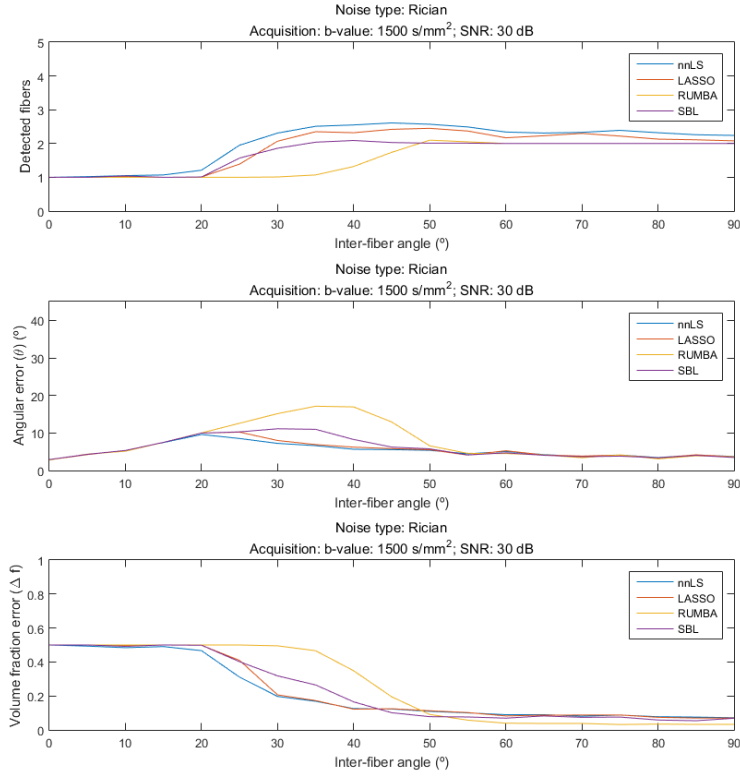 Noise type: Rician
Acquisition: b-value: 1500 s/mm²; SNR: 30 dB
5
4
3
2
1
0
Detected fibers
nnLS
LASSO
RUMBA
SBL
0 10 20 30 40 50 60 70 80 90
Inter-fiber angle (º)
Noise type: Rician
Acquisition: b-value: 1500 s/mm²; SNR: 30 dB
40
30
20
10
0
Angular error (θ) (º)
nnLS
LASSO
RUMBA
SBL
0 10 20 30 40 50 60 70 80 90
Inter-fiber angle (º)
Noise type: Rician
Acquisition: b-value: 1500 s/mm²; SNR: 30 dB
1
0.8
0.6
0.4
0.2
0
Volume fraction error (Δ f)
nnLS
LASSO
RUMBA
SBL
0 10 20 30 40 50 60 70 80 90
Inter-fiber angle (º)